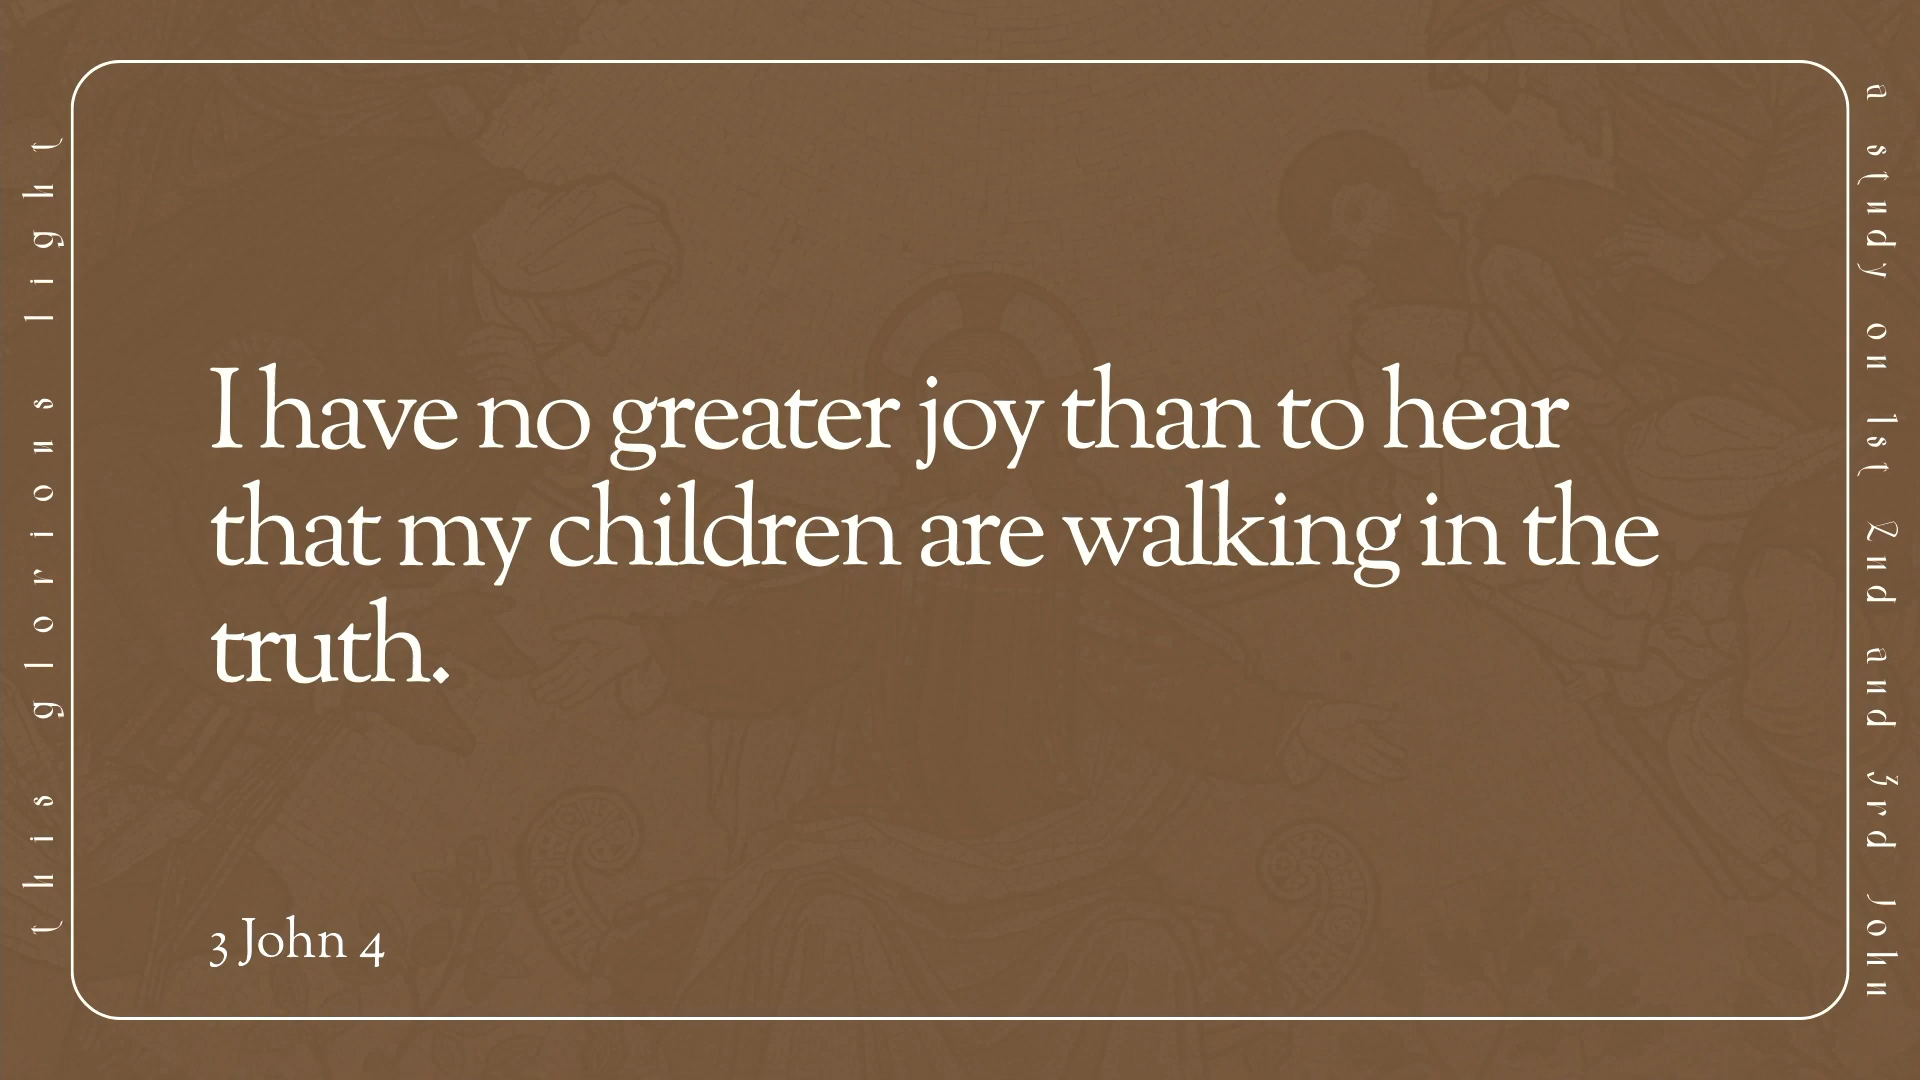 this glorious light
I have no greater joy than to hear
that my children are walking in the
truth.
3 John 4
a study on 1st 2nd and 3rd John